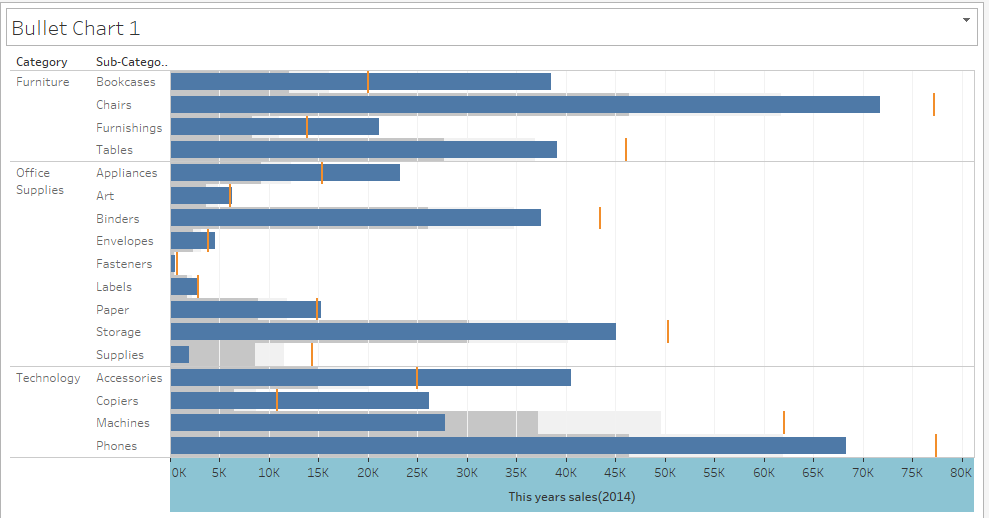 Bullet Chart 1
Category Sub-Catego..
Furniture Bookcases
Chairs
Furnishings
Tables
Office Supplies Appliances
Art
Binders
Envelopes
Fasteners
Labels
Paper
Storage
Supplies
Technology Accessories
Copiers
Machines
Phones
0K 5K 10K 15K 20K 25K 30K 35K 40K 45K 50K 55K 60K 65K 70K 75K 80K
This years sales(2014)